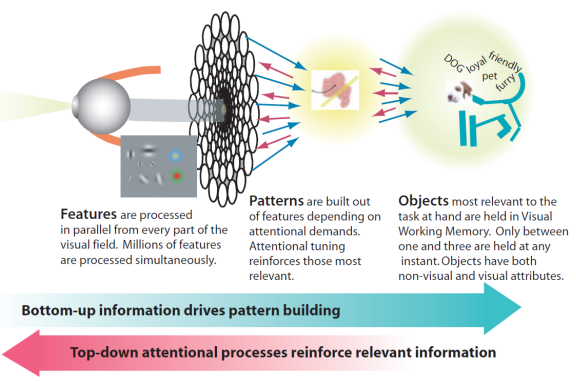 DOG loyal friendly
pet
furry
Features are processed
in parallel from every part of the
visual field. Millions of features
are processed simultaneously.
Patterns are built out
of features depending on
attentional demands.
Attentional tuning
reinforces those most
relevant.
Objects most relevant to the
task at hand are held in Visual
Working Memory. Only between
one and three are held at any
instant. Objects have both
non-visual and visual attributes.
Bottom-up information drives pattern building
Top-down attentional processes reinforce relevant information